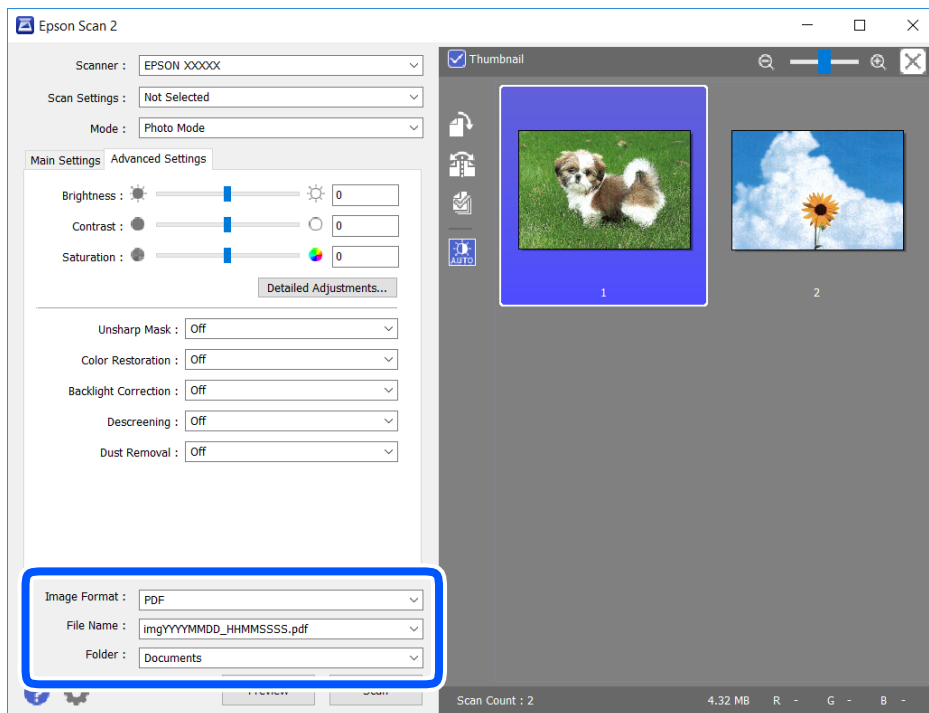 Epson Scan 2
Scanner : EPSON XXXXX
Scan Settings : Not Selected
Mode : Photo Mode
Main Settings Advanced Settings
Brightness : 0
Contrast : 0
Saturation : 0
Detailed Adjustments...
Unsharp Mask : Off
Color Restoration : Off
Backlight Correction : Off
Descreening : Off
Dust Removal : Off
Image Format : PDF
File Name : imgYYYYMMDD_HHMMSSSS.pdf
Folder : Documents
? Preview Scan
Thumbnail
AUTO
1 2
Scan Count : 2 4.32 MB R - G - B -